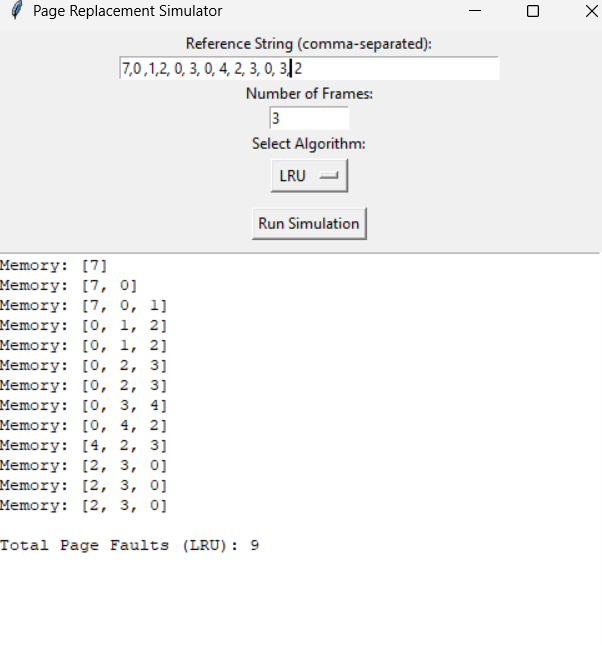 Page Replacement Simulator
Reference String (comma-separated):
7,0 ,1,2, 0, 3, 0, 4, 2, 3, 0, 3, 2
Number of Frames:
3
Select Algorithm:
LRU
Run Simulation
Memory: [7]
Memory: [7, 0]
Memory: [7, 0, 1]
Memory: [0, 1, 2]
Memory: [0, 1, 2]
Memory: [0, 2, 3]
Memory: [0, 2, 3]
Memory: [0, 3, 4]
Memory: [0, 4, 2]
Memory: [4, 2, 3]
Memory: [2, 3, 0]
Memory: [2, 3, 0]
Memory: [2, 3, 0]
Total Page Faults (LRU): 9